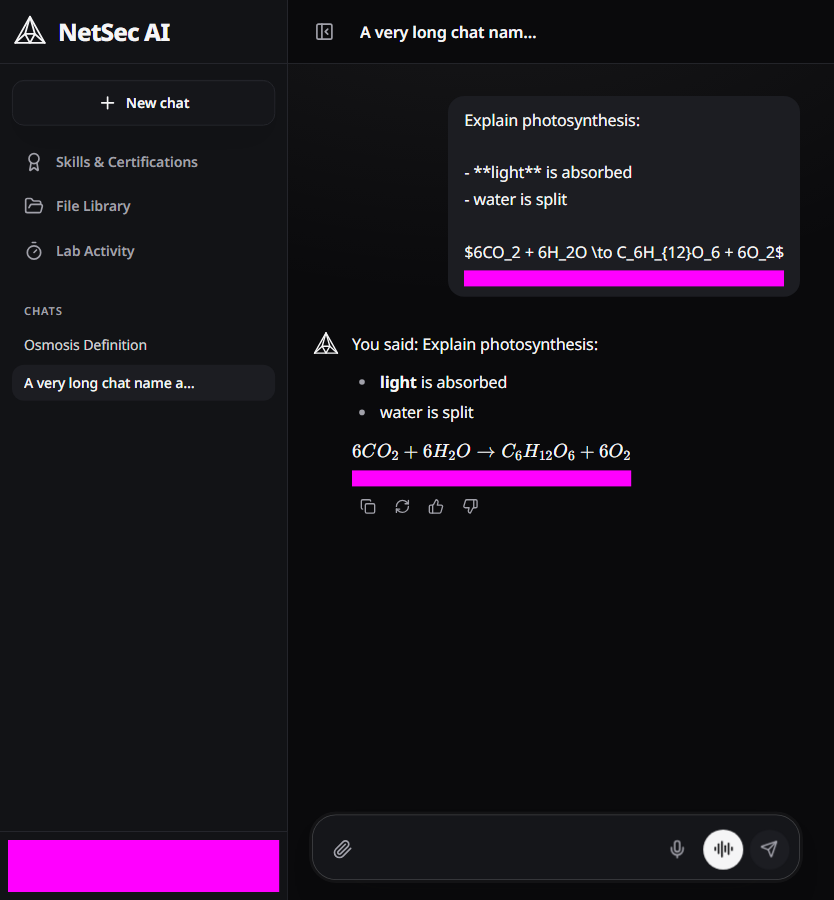 NetSec AI
A very long chat nam...
New chat
Skills & Certifications
File Library
Lab Activity
CHATS
Osmosis Definition
A very long chat name a...
Explain photosynthesis:
- **light** is absorbed
- water is split
$6CO_2 + 6H_2O \to C_6H_{12}O_6 + 6O_2$
You said: Explain photosynthesis:
• light is absorbed
• water is split
6CO₂ + 6H₂O → C₆H₁₂O₆ + 6O₂